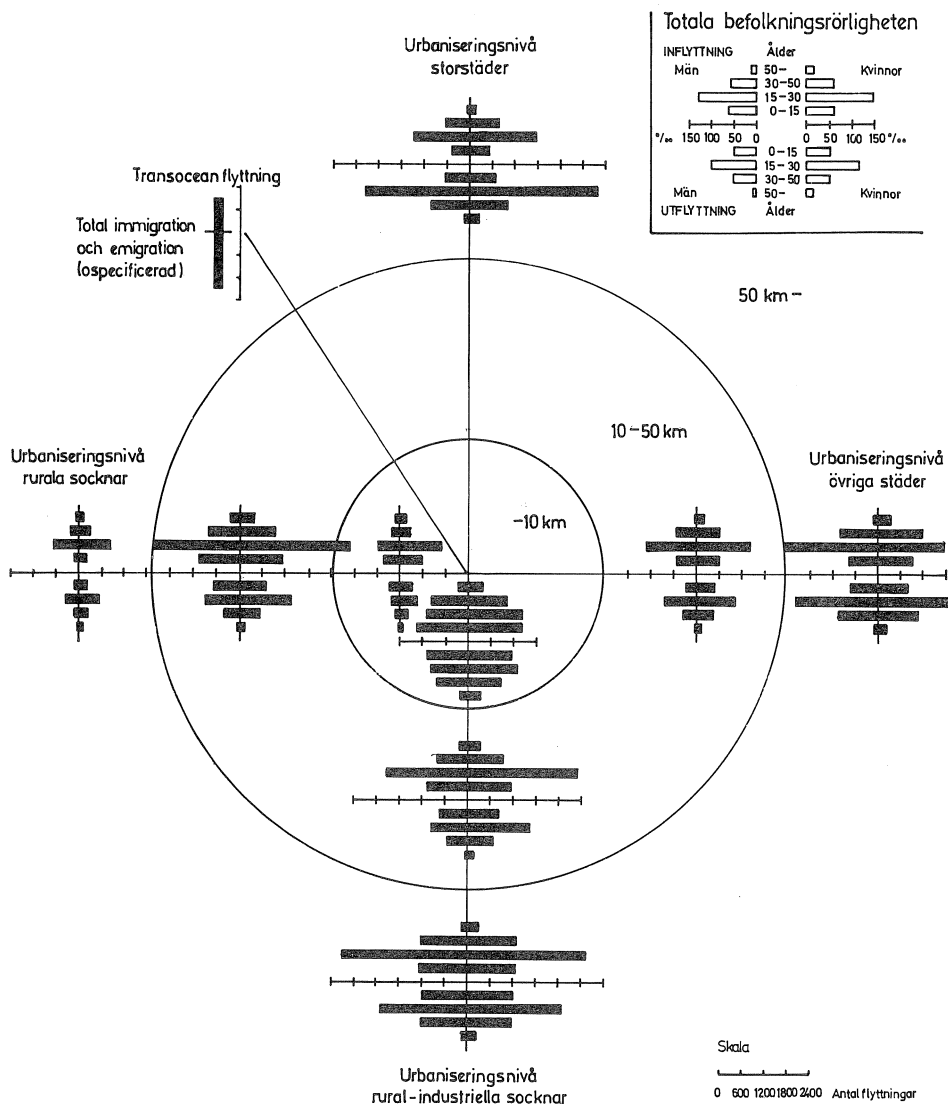 Totala befolkningsrörligheten
INFLYTTNING Ålder
Män 50- Kvinnor
30-50
15-30
0-15
°/oo 150 100 50 0 0 50 100 150 °/oo
0-15
15-30
30-50
Män 50- Kvinnor
UTFLYTTNING Ålder
Urbaniseringsnivå
storstäder
Transocean flyttning
Total immigration
och emigration
(ospecificerad)
50 km-
10-50 km
-10 km
Urbaniseringsnivå
rurala socknar
Urbaniseringsnivå
övriga städer
Urbaniseringsnivå
rural-industriella socknar
Skala
0 600 1200 1800 2400 Antal flyttningar